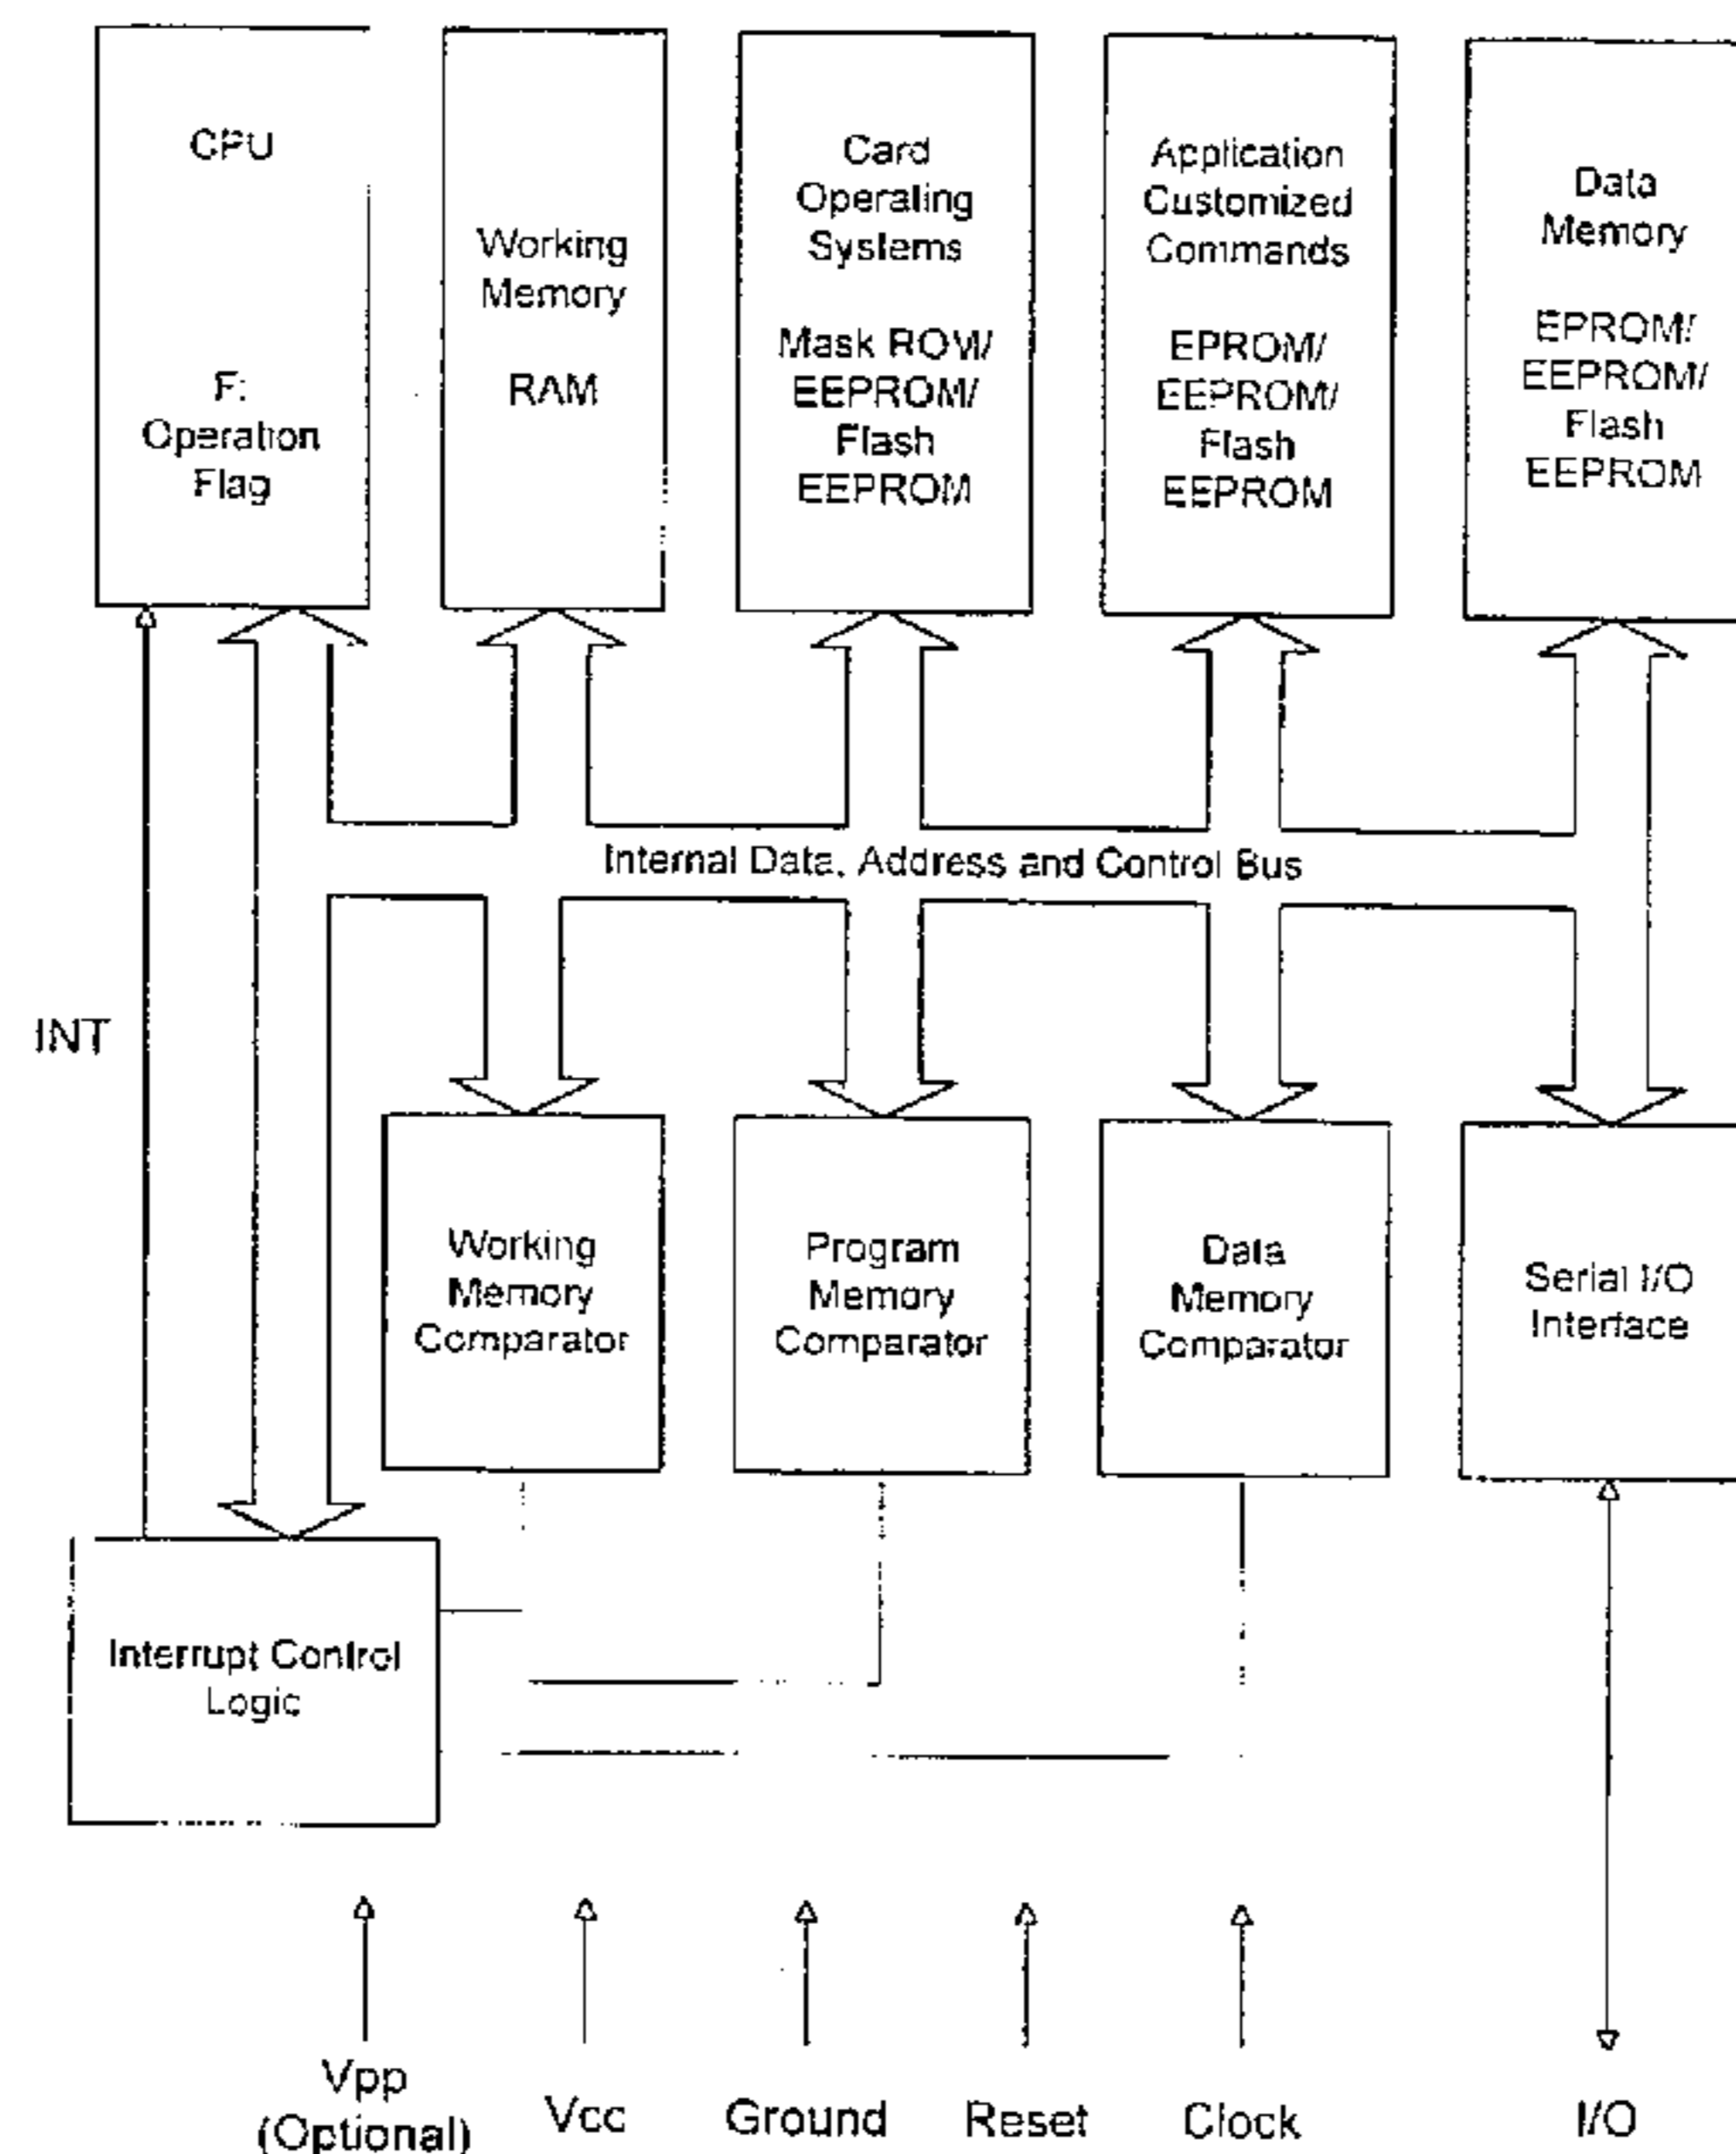 CPU
F:
Operation
Flag
Working
Memory
RAM
Card
Operating
Systems
Mask ROW/
EEPROM/
Flash
EEPROM
Application
Customized
Commands
EPROM/
EEPROM/
Flash
EEPROM
Data
Memory
EPROM/
EEPROM/
Flash
EEPROM
Internal Data, Address and Control Bus
INT
Working
Memory
Comparator
Program
Memory
Comparator
Data
Memory
Comparator
Serial I/O
Interface
Interrupt Control
Logic
Vpp
(Optional)
Vcc
Ground
Reset
Clock
I/O